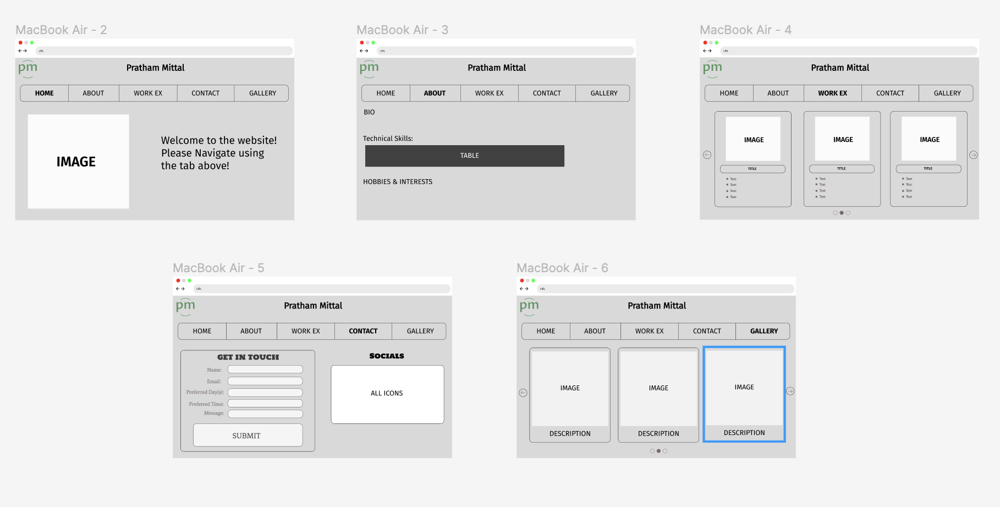 MacBook Air - 2
URL
pm
Pratham Mittal
HOME ABOUT WORK EX CONTACT GALLERY
IMAGE
Welcome to the website!
Please Navigate using
the tab above!
MacBook Air - 3
URL
pm
Pratham Mittal
HOME ABOUT WORK EX CONTACT GALLERY
BIO
Technical Skills:
TABLE
HOBBIES & INTERESTS
MacBook Air - 4
URL
pm
Pratham Mittal
HOME ABOUT WORK EX CONTACT GALLERY
IMAGE IMAGE IMAGE
TITLE TITLE TITLE
Text Text Text
Text Text Text
Text Text Text
Text Text Text
MacBook Air - 5
URL
pm
Pratham Mittal
HOME ABOUT WORK EX CONTACT GALLERY
GET IN TOUCH
Name:
Email:
Preferred Day(s):
Preferred Time:
Message:
SUBMIT
SOCIALS
ALL ICONS
MacBook Air - 6
URL
pm
Pratham Mittal
HOME ABOUT WORK EX CONTACT GALLERY
IMAGE IMAGE IMAGE
DESCRIPTION DESCRIPTION DESCRIPTION